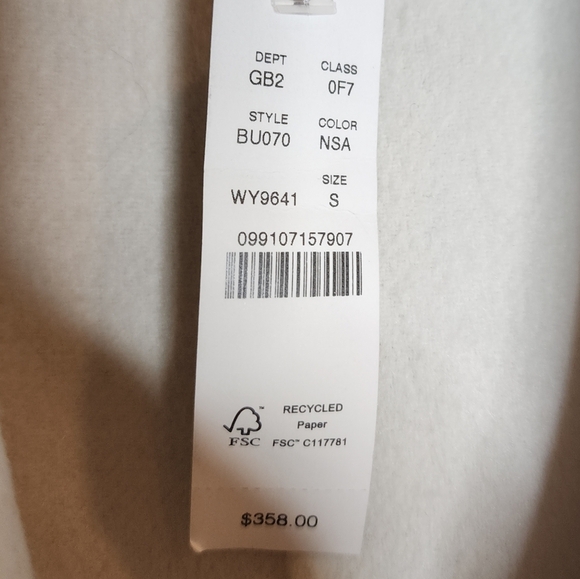 DEPT CLASS
GB2 0F7
STYLE COLOR
BU070 NSA
SIZE
WY9641 S
099107157907
RECYCLED
Paper
FSC™ C117781
FSC
$358.00